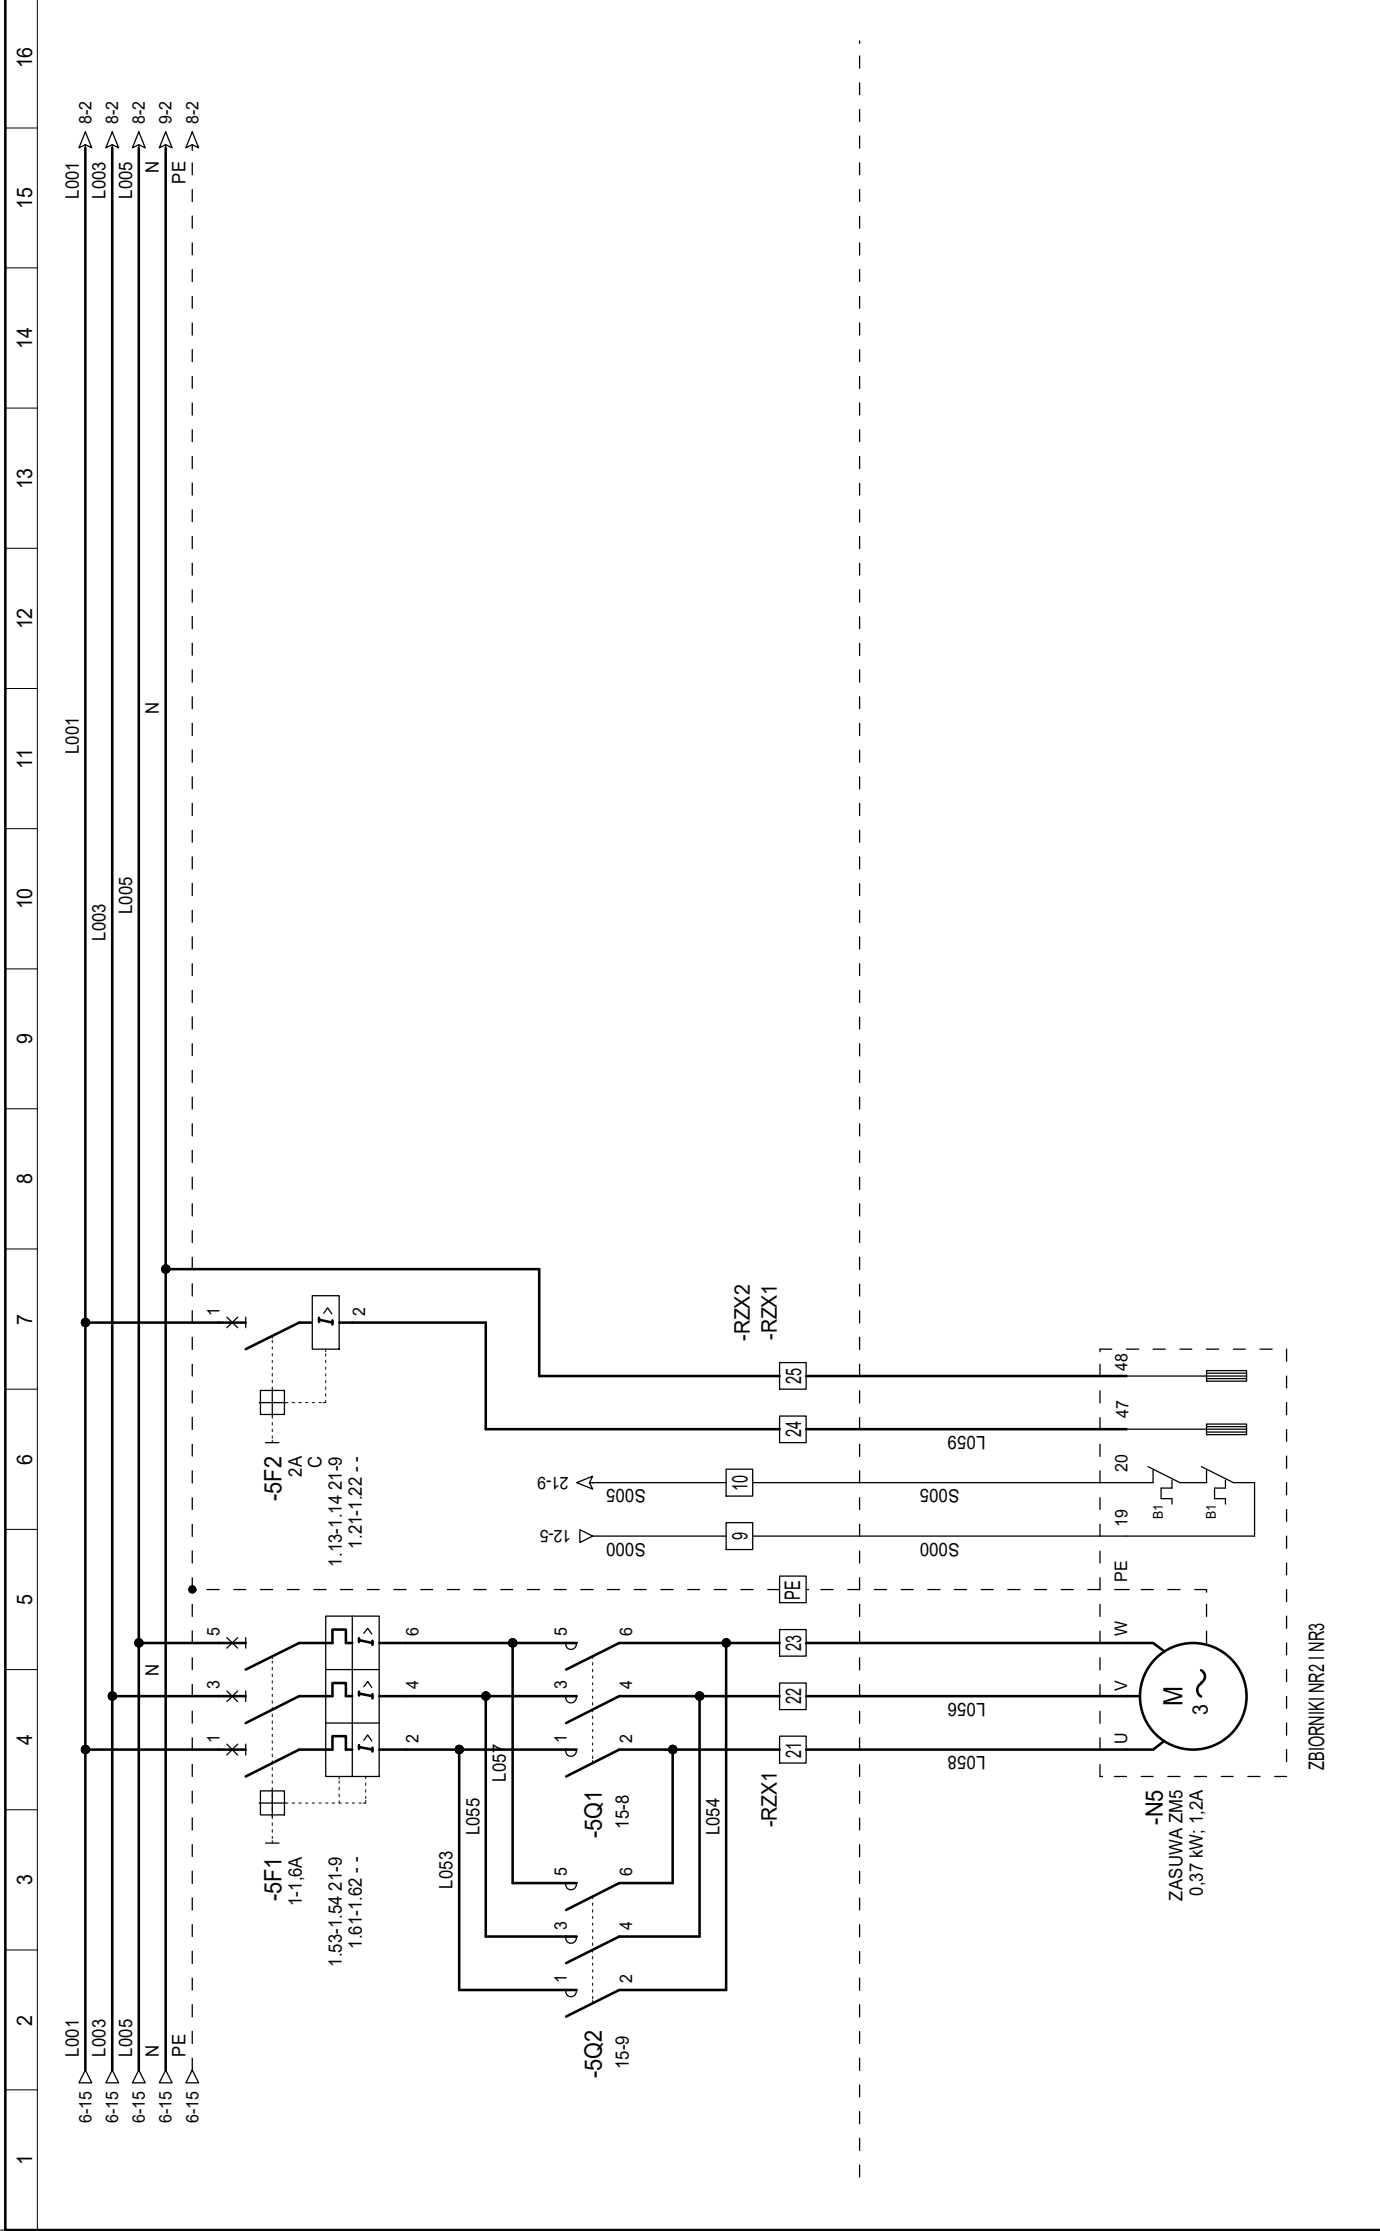 1 2 3 4 5 6 7 8 9 10 11 12 13 14 15 16
6-15 L001 L001 L001 8-2
6-15 L003 L003 L003 8-2
6-15 L005 L005 L005 8-2
6-15 N N N N 9-2
6-15 PE PE 8-2
1 3 5 1
-5F1
1-1,6A
1.53-1.54 21-9
1.61-1.62 - -
I> I> I>
2 4 6
-5F2
2A
C
1.13-1.14 21-9
1.21-1.22 - -
I>
2
L053
L055
L057
-5Q2
15-9
1 3 5
2 4 6
-5Q1
15-8
1 3 5
2 4 6
12-5
S000
21-9
S005
L054
-RZX1
21 22 23 PE 9 10 24 25
-RZX2
-RZX1
L058 L056 S000 S005 L059
U V W PE 19 20 47 48
-N5
ZASUWA ZM5
0,37 kW; 1,2A
M
3
B1
B1
ZBIORNIKI NR2 I NR3